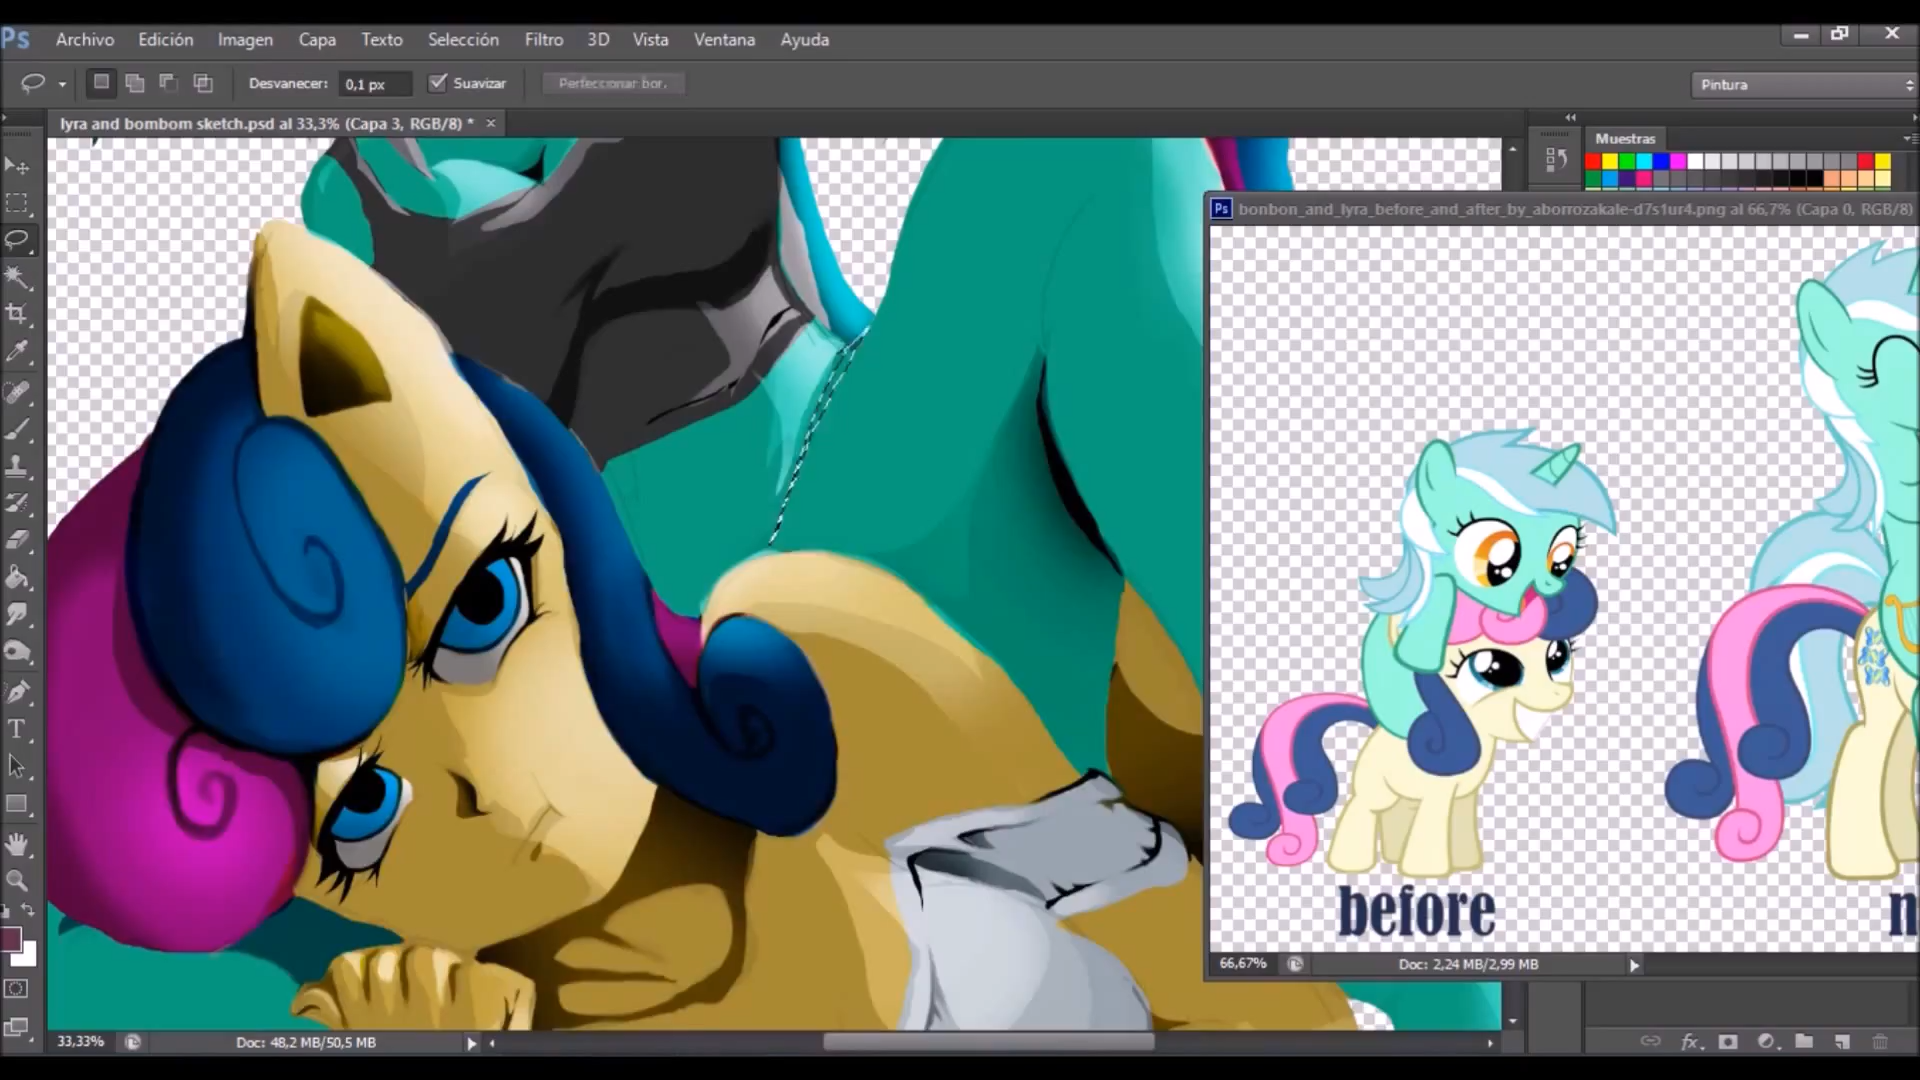 Ps Archivo Edición Imagen Capa Texto Selección Filtro 3D Vista Ventana Ayuda
Desvanecer: 0,1 px Suavizar Perfeccionar bor. Pintura
lyra and bombom sketch.psd al 33,3% (Capa 3, RGB/8) * ×
Muestras
Ps bonbon_and_lyra_before_and_after_by_aborrozakale-d7s1ur4.png al 66,7% (Capa 0, RGB/8)
T
before n
66,67% Doc: 2,24 MB/2,99 MB
33,33% Doc: 48,2 MB/50,5 MB fx